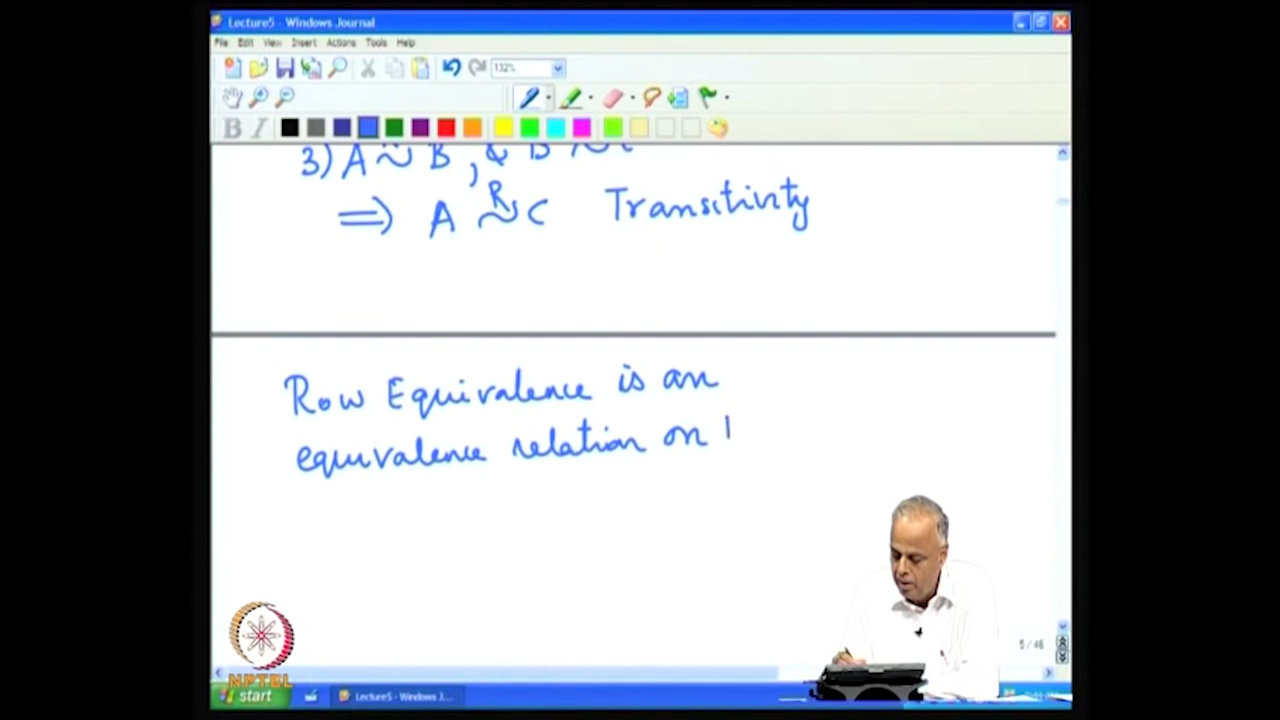 Lecture5 - Windows Journal
File Edit View Insert Actions Tools Help
132%
B I
3) A ~ B , & B ~ C
⟹ A R~ C Transitivity
Row Equivalence is an
equivalence relation on
5 / 46
NPTEL
start Lecture5 - Windows J...